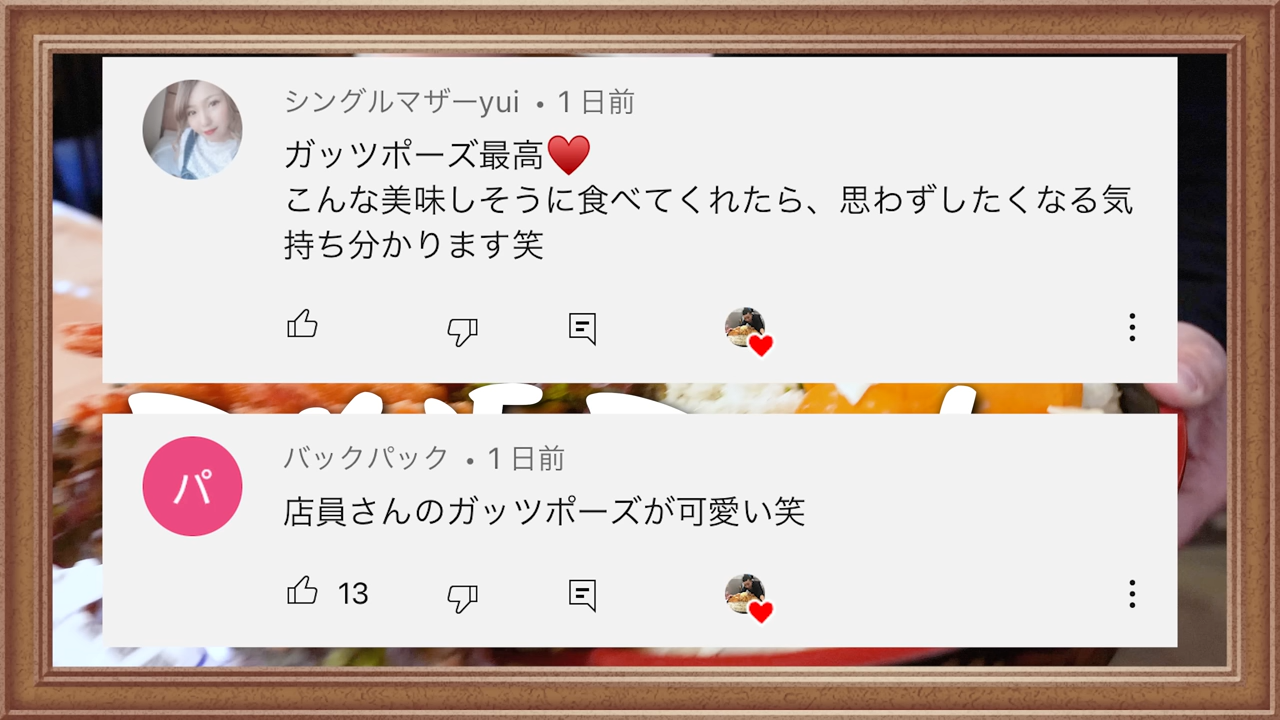 シングルマザーyui • 1日前
ガッツポーズ最高♥
こんな美味しそうに食べてくれたら、思わずしたくなる気
持ち分かります笑
バックパック • 1日前
パ
店員さんのガッツポーズが可愛い笑
13